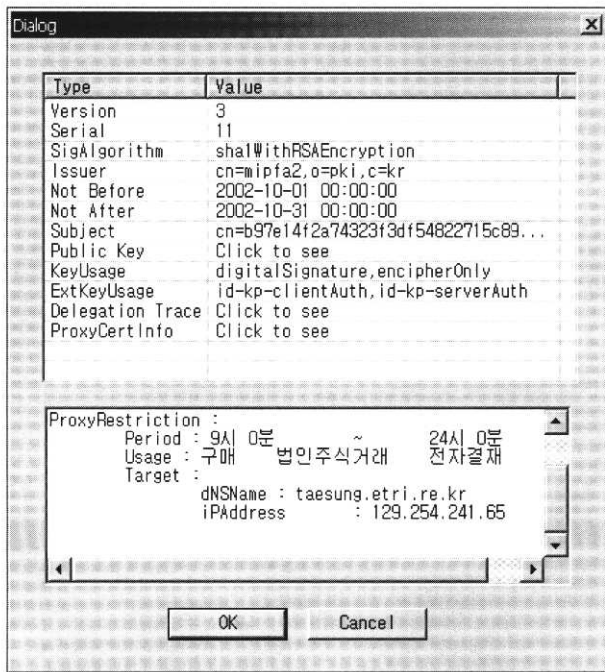 Dialog
Type Value
Version 3
Serial 11
SigAlgorithm sha1WithRSAEncryption
Issuer cn=mipfa2,o=pki,c=kr
Not Before 2002-10-01 00:00:00
Not After 2002-10-31 00:00:00
Subject cn=b97e14f2a74323f3df54822715c89...
Public Key Click to see
KeyUsage digitalSignature,encipherOnly
ExtKeyUsage id-kp-clientAuth,id-kp-serverAuth
Delegation Trace Click to see
ProxyCertInfo Click to see
ProxyRestriction :
Period : 9시 0분 ~ 24시 0분
Usage : 구매 법인주식거래 전자결재
Target :
dNSName : taesung.etri.re.kr
iPAddress : 129.254.241.65
OK Cancel